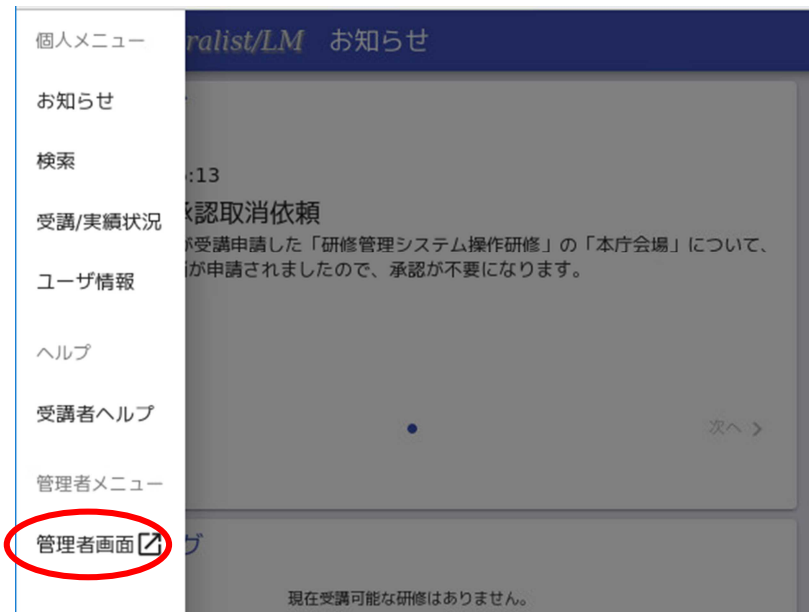 個人メニュー
お知らせ
検索
受講/実績状況
ユーザ情報
ヘルプ
受講者ヘルプ
管理者メニュー
管理者画面
ralist/LM お知らせ
:13
認取消依頼
が受講申請した「研修管理システム操作研修」の「本庁会場」について、
が申請されましたので、承認が不要になります。
次へ
グ
現在受講可能な研修はありません。